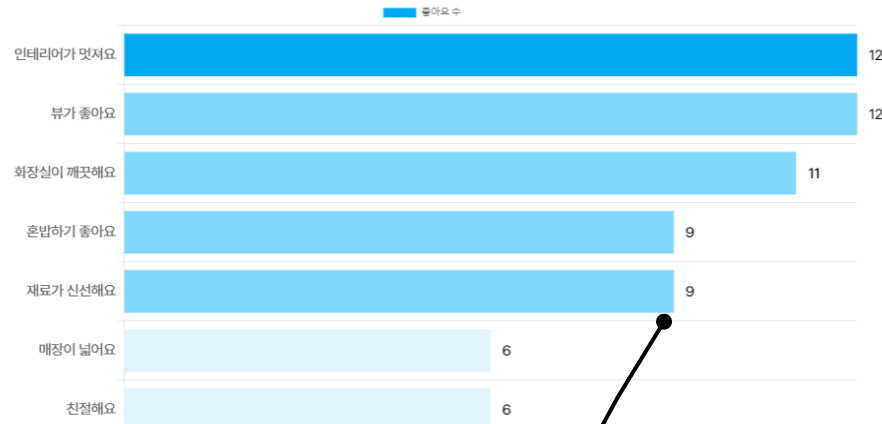 좋아요 수
인테리어가 멋져요 12
뷰가 좋아요 12
화장실이 깨끗해요 11
혼밥하기 좋아요 9
재료가 신선해요 9
매장이 넓어요 6
친절해요 6